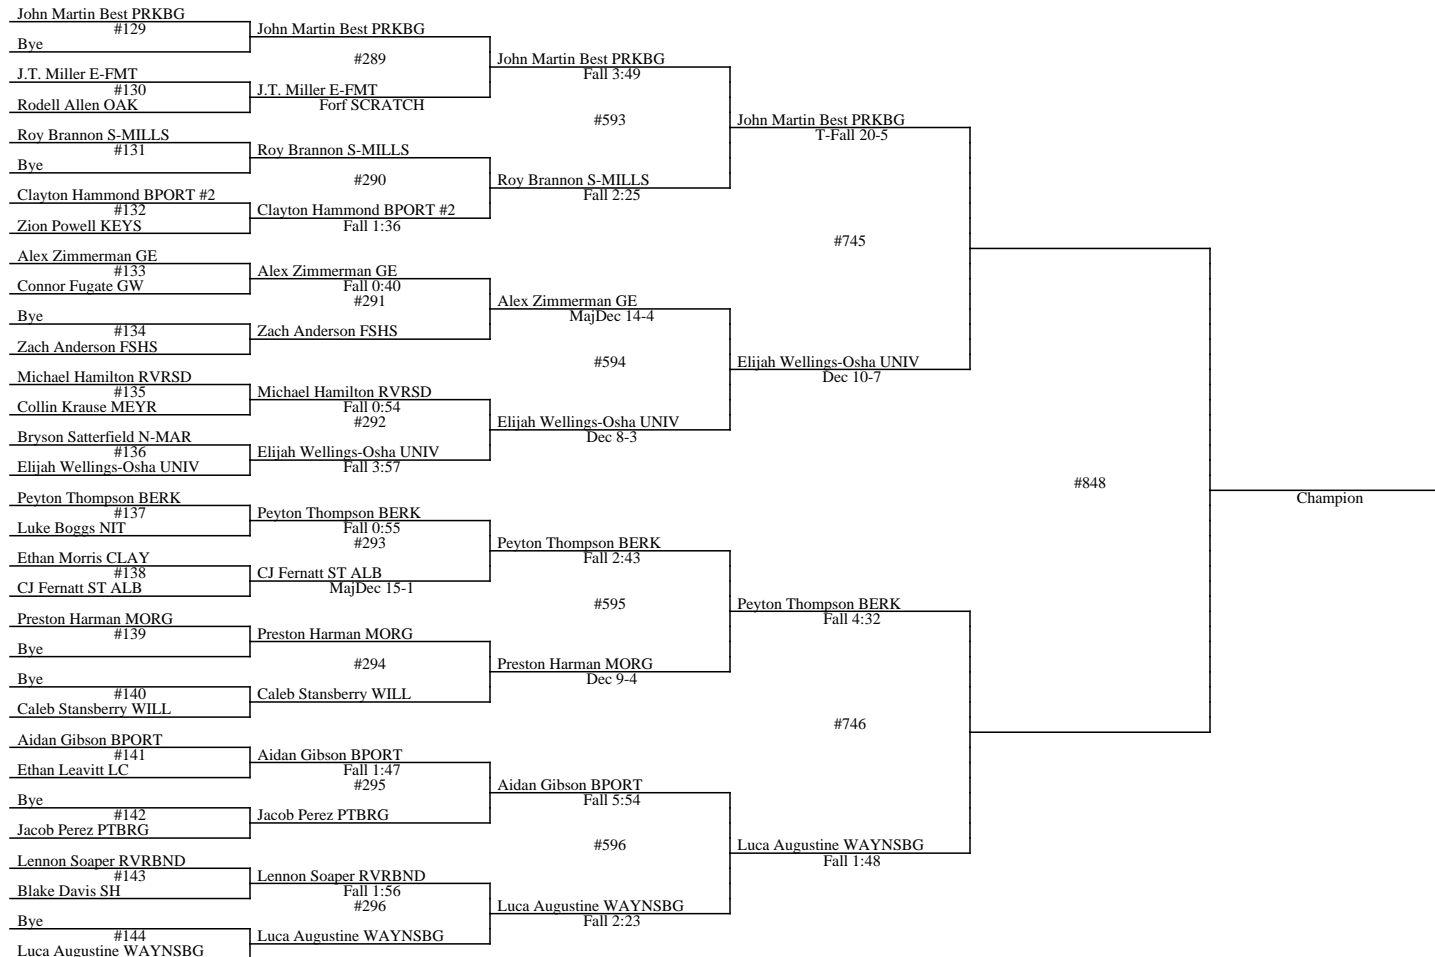 John Martin Best PRKBG
#129
Bye
J.T. Miller E-FMT
#130
Rodell Allen OAK
Roy Brannon S-MILLS
#131
Bye
Clayton Hammond BPORT #2
#132
Zion Powell KEYS
Alex Zimmerman GE
#133
Connor Fugate GW
Bye
#134
Zach Anderson FSHS
Michael Hamilton RVRSD
#135
Collin Krause MEYR
Bryson Satterfield N-MAR
#136
Elijah Wellings-Osha UNIV
Peyton Thompson BERK
#137
Luke Boggs NIT
Ethan Morris CLAY
#138
CJ Fernatt ST ALB
Preston Harman MORG
#139
Bye
Bye
#140
Caleb Stansberry WILL
Aidan Gibson BPORT
#141
Ethan Leavitt LC
Bye
#142
Jacob Perez PTBRG
Lennon Soaper RVRBND
#143
Blake Davis SH
Bye
#144
Luca Augustine WAYNSBG
John Martin Best PRKBG
#289
J.T. Miller E-FMT
Forf SCRATCH
Roy Brannon S-MILLS
#290
Clayton Hammond BPORT #2
Fall 1:36
Alex Zimmerman GE
Fall 0:40
#291
Zach Anderson FSHS
Michael Hamilton RVRSD
Fall 0:54
#292
Elijah Wellings-Osha UNIV
Fall 3:57
Peyton Thompson BERK
Fall 0:55
#293
CJ Fernatt ST ALB
MajDec 15-1
Preston Harman MORG
#294
Caleb Stansberry WILL
Aidan Gibson BPORT
Fall 1:47
#295
Jacob Perez PTBRG
Lennon Soaper RVRBND
Fall 1:56
#296
Luca Augustine WAYNSBG
John Martin Best PRKBG
Fall 3:49
#593
Roy Brannon S-MILLS
Fall 2:25
Alex Zimmerman GE
MajDec 14-4
#594
Elijah Wellings-Osha UNIV
Dec 8-3
Peyton Thompson BERK
Fall 2:43
#595
Preston Harman MORG
Dec 9-4
Aidan Gibson BPORT
Fall 5:54
#596
Luca Augustine WAYNSBG
Fall 2:23
John Martin Best PRKBG
T-Fall 20-5
#745
Elijah Wellings-Osha UNIV
Dec 10-7
Peyton Thompson BERK
Fall 4:32
#746
Luca Augustine WAYNSBG
Fall 1:48
#848
Champion